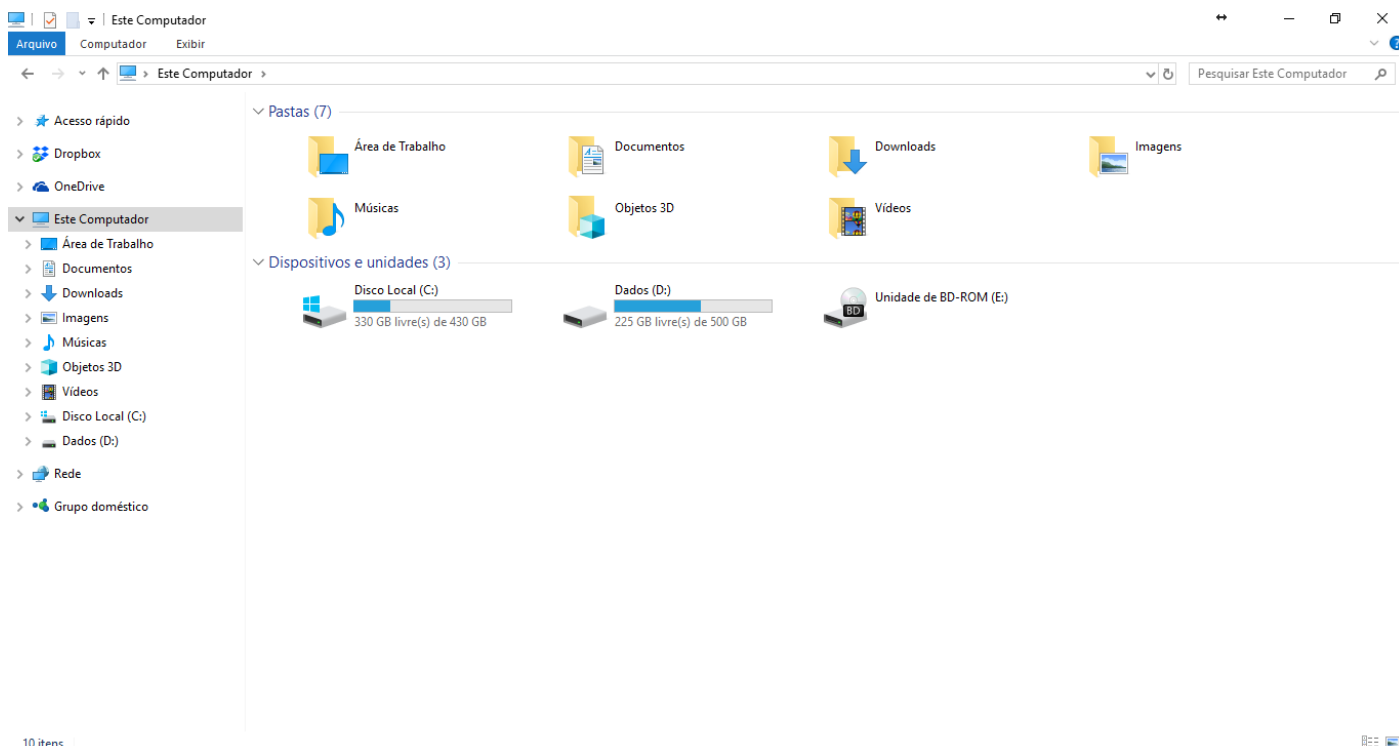 Este Computador
Arquivo Computador Exibir
Este Computador
Pesquisar Este Computador
Acesso rápido
Dropbox
OneDrive
Este Computador
Área de Trabalho
Documentos
Downloads
Imagens
Músicas
Objetos 3D
Vídeos
Disco Local (C:)
Dados (D:)
Rede
Grupo doméstico
Pastas (7)
Área de Trabalho
Documentos
Downloads
Imagens
Músicas
Objetos 3D
Vídeos
Dispositivos e unidades (3)
Disco Local (C:)
330 GB livre(s) de 430 GB
Dados (D:)
225 GB livre(s) de 500 GB
Unidade de BD-ROM (E:)
BD
10 itens